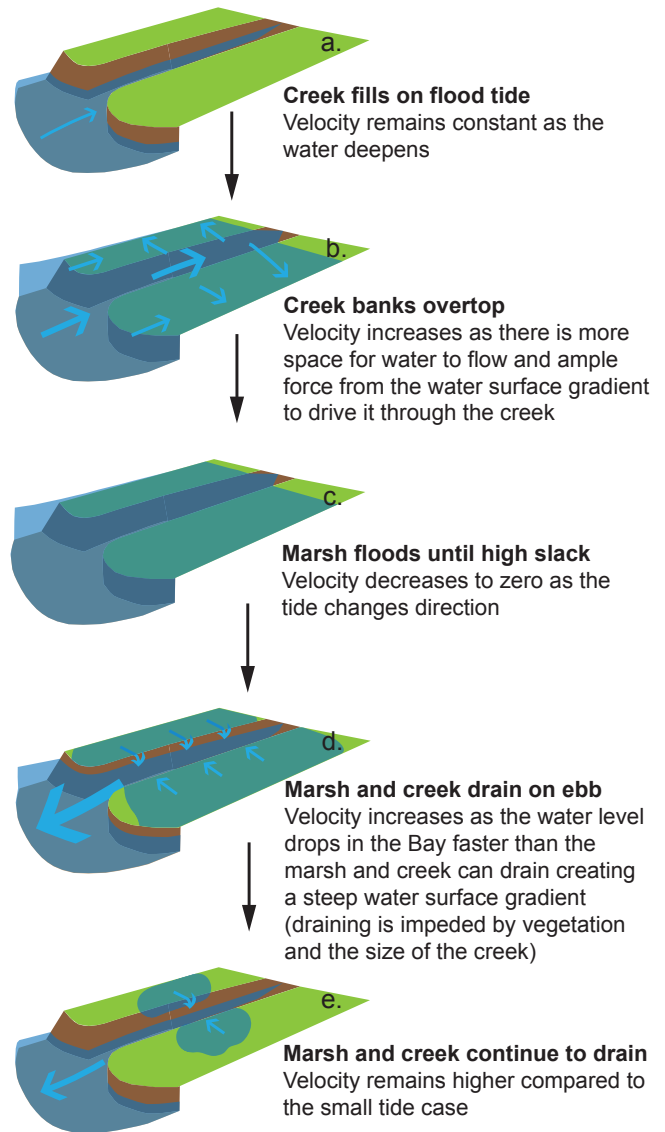 a.
Creek fills on flood tide
Velocity remains constant as the
water deepens
b.
Creek banks overtop
Velocity increases as there is more
space for water to flow and ample
force from the water surface gradient
to drive it through the creek
c.
Marsh floods until high slack
Velocity decreases to zero as the
tide changes direction
d.
Marsh and creek drain on ebb
Velocity increases as the water level
drops in the Bay faster than the
marsh and creek can drain creating
a steep water surface gradient
(draining is impeded by vegetation
and the size of the creek)
e.
Marsh and creek continue to drain
Velocity remains higher compared to
the small tide case